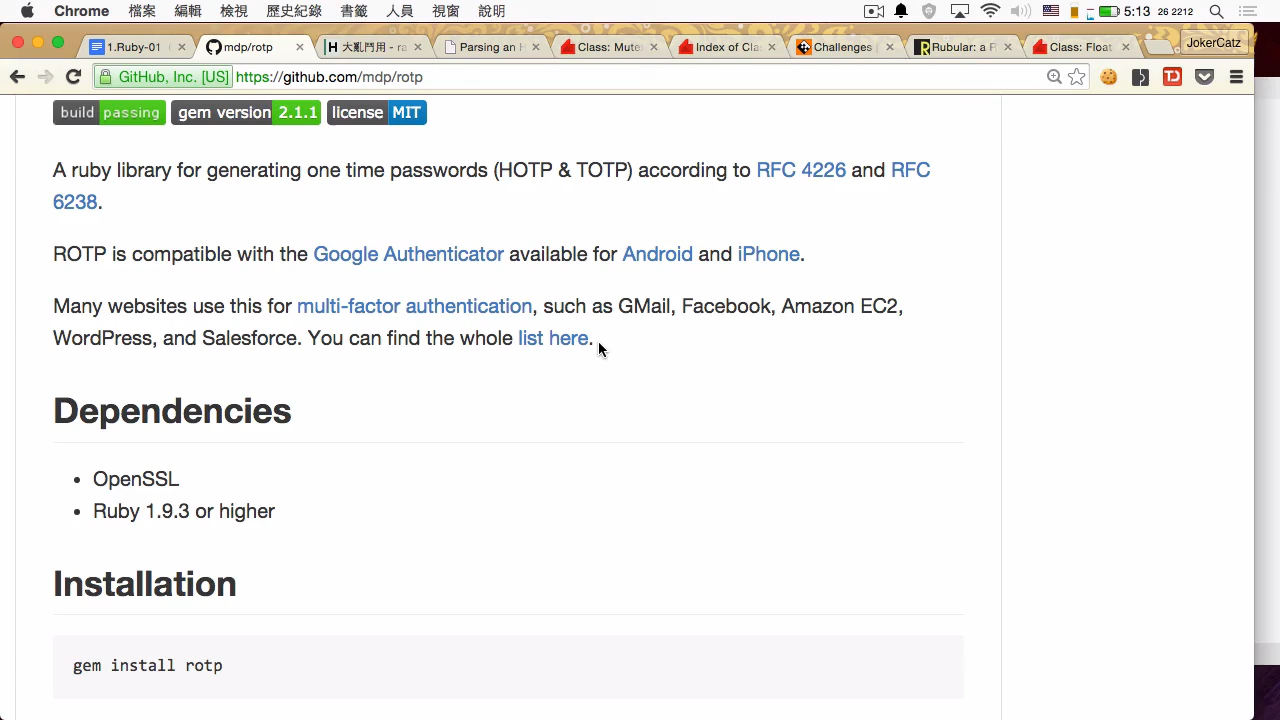 Chrome 檔案 編輯 檢視 歷史紀錄 書籤 人員 視窗 說明 5:13 26 2212
1.Ruby-01 mdp/rotp 大亂鬥用 - ra Parsing an H Class: Mute Index of Cla Challenges | Rubular: a R Class: Float JokerCatz
GitHub, Inc. [US] https://github.com/mdp/rotp
build passing gem version 2.1.1 license MIT
A ruby library for generating one time passwords (HOTP & TOTP) according to RFC 4226 and RFC
6238.
ROTP is compatible with the Google Authenticator available for Android and iPhone.
Many websites use this for multi-factor authentication, such as GMail, Facebook, Amazon EC2,
WordPress, and Salesforce. You can find the whole list here.
Dependencies
• OpenSSL
• Ruby 1.9.3 or higher
Installation
gem install rotp